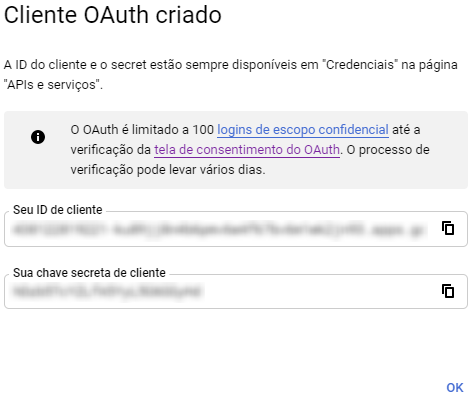 Cliente OAuth criado
A ID do cliente e o secret estão sempre disponíveis em "Credenciais" na página
"APIs e serviços".
O OAuth é limitado a 100 logins de escopo confidencial até a
verificação da tela de consentimento do OAuth. O processo de
verificação pode levar vários dias.
Seu ID de cliente
Sua chave secreta de cliente
OK